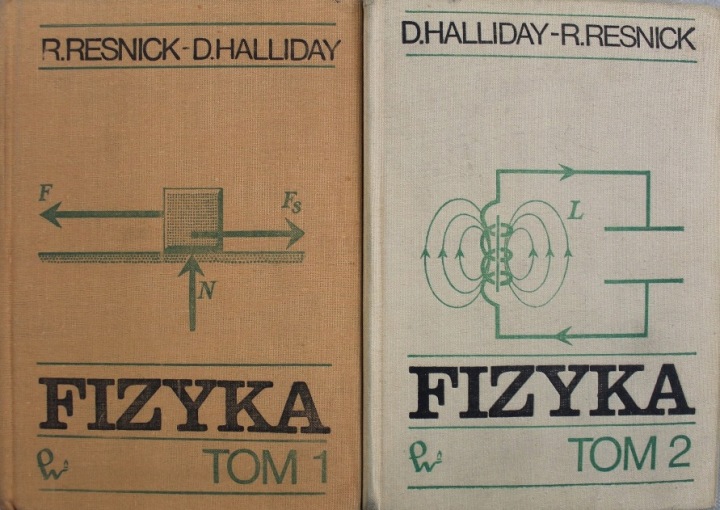 R.RESNICK-D.HALLIDAY
F
Fs
N
FIZYKA
TOM 1
D.HALLIDAY-R.RESNICK
L
FIZYKA
TOM 2